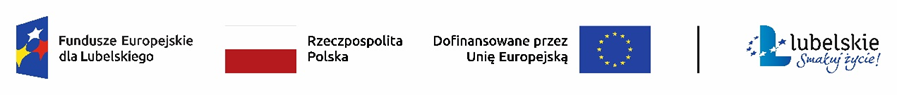 Fundusze Europejskie
dla Lubelskiego
Rzeczpospolita
Polska
Dofinansowane przez
Unię Europejską
lubelskie
Smakuj życie!